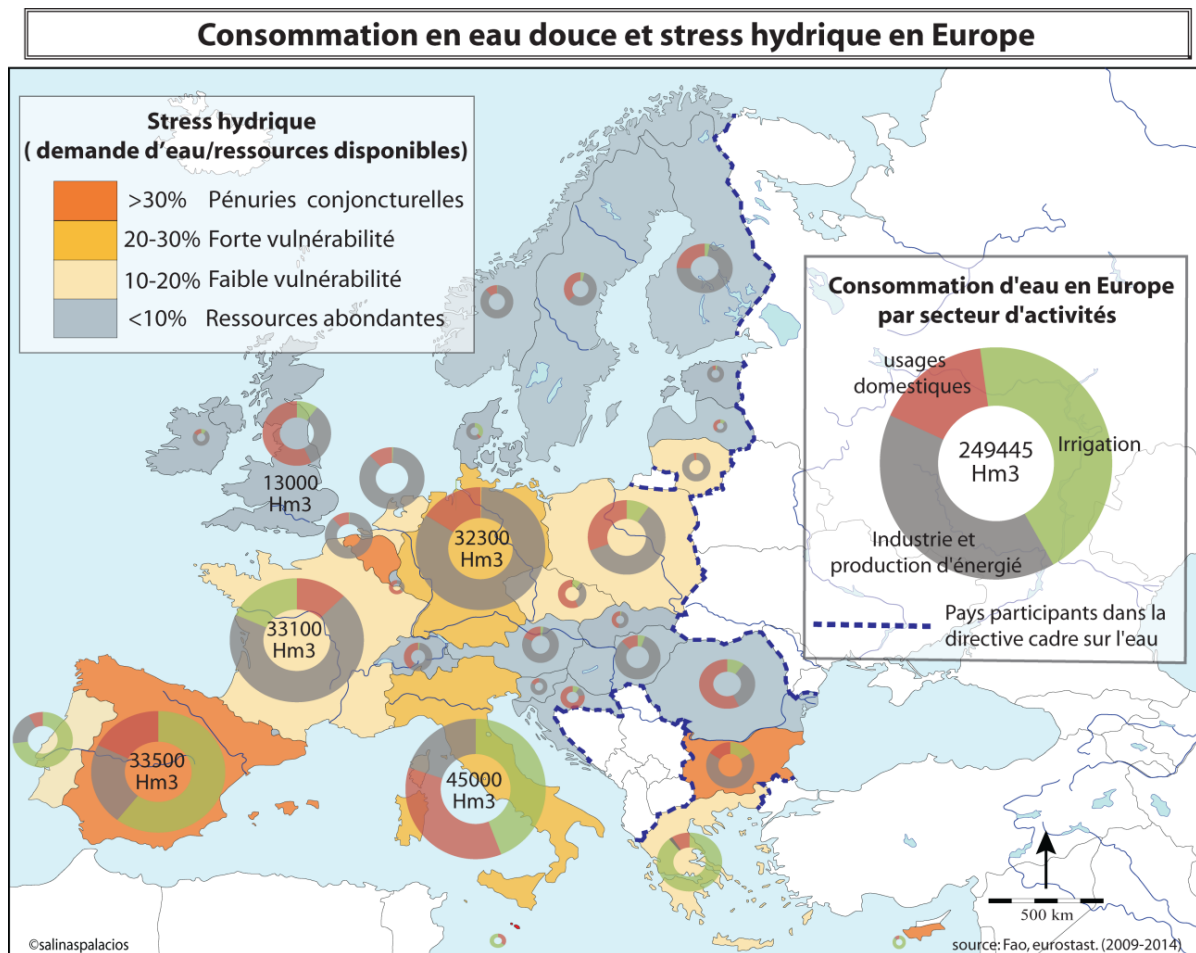 Consommation en eau douce et stress hydrique en Europe
Stress hydrique
( demande d'eau/ressources disponibles)
>30% Pénuries conjoncturelles
20-30% Forte vulnérabilité
10-20% Faible vulnérabilité
<10% Ressources abondantes
Consommation d'eau en Europe
par secteur d'activités
usages
domestiques
Irrigation
249445
Hm3
Industrie et
production d'énergié
Pays participants dans la
directive cadre sur l'eau
13000
Hm3
32300
Hm3
33100
Hm3
33500
Hm3
45000
Hm3
500 km
©salinaspalacios
source: Fao, eurostast. (2009-2014)